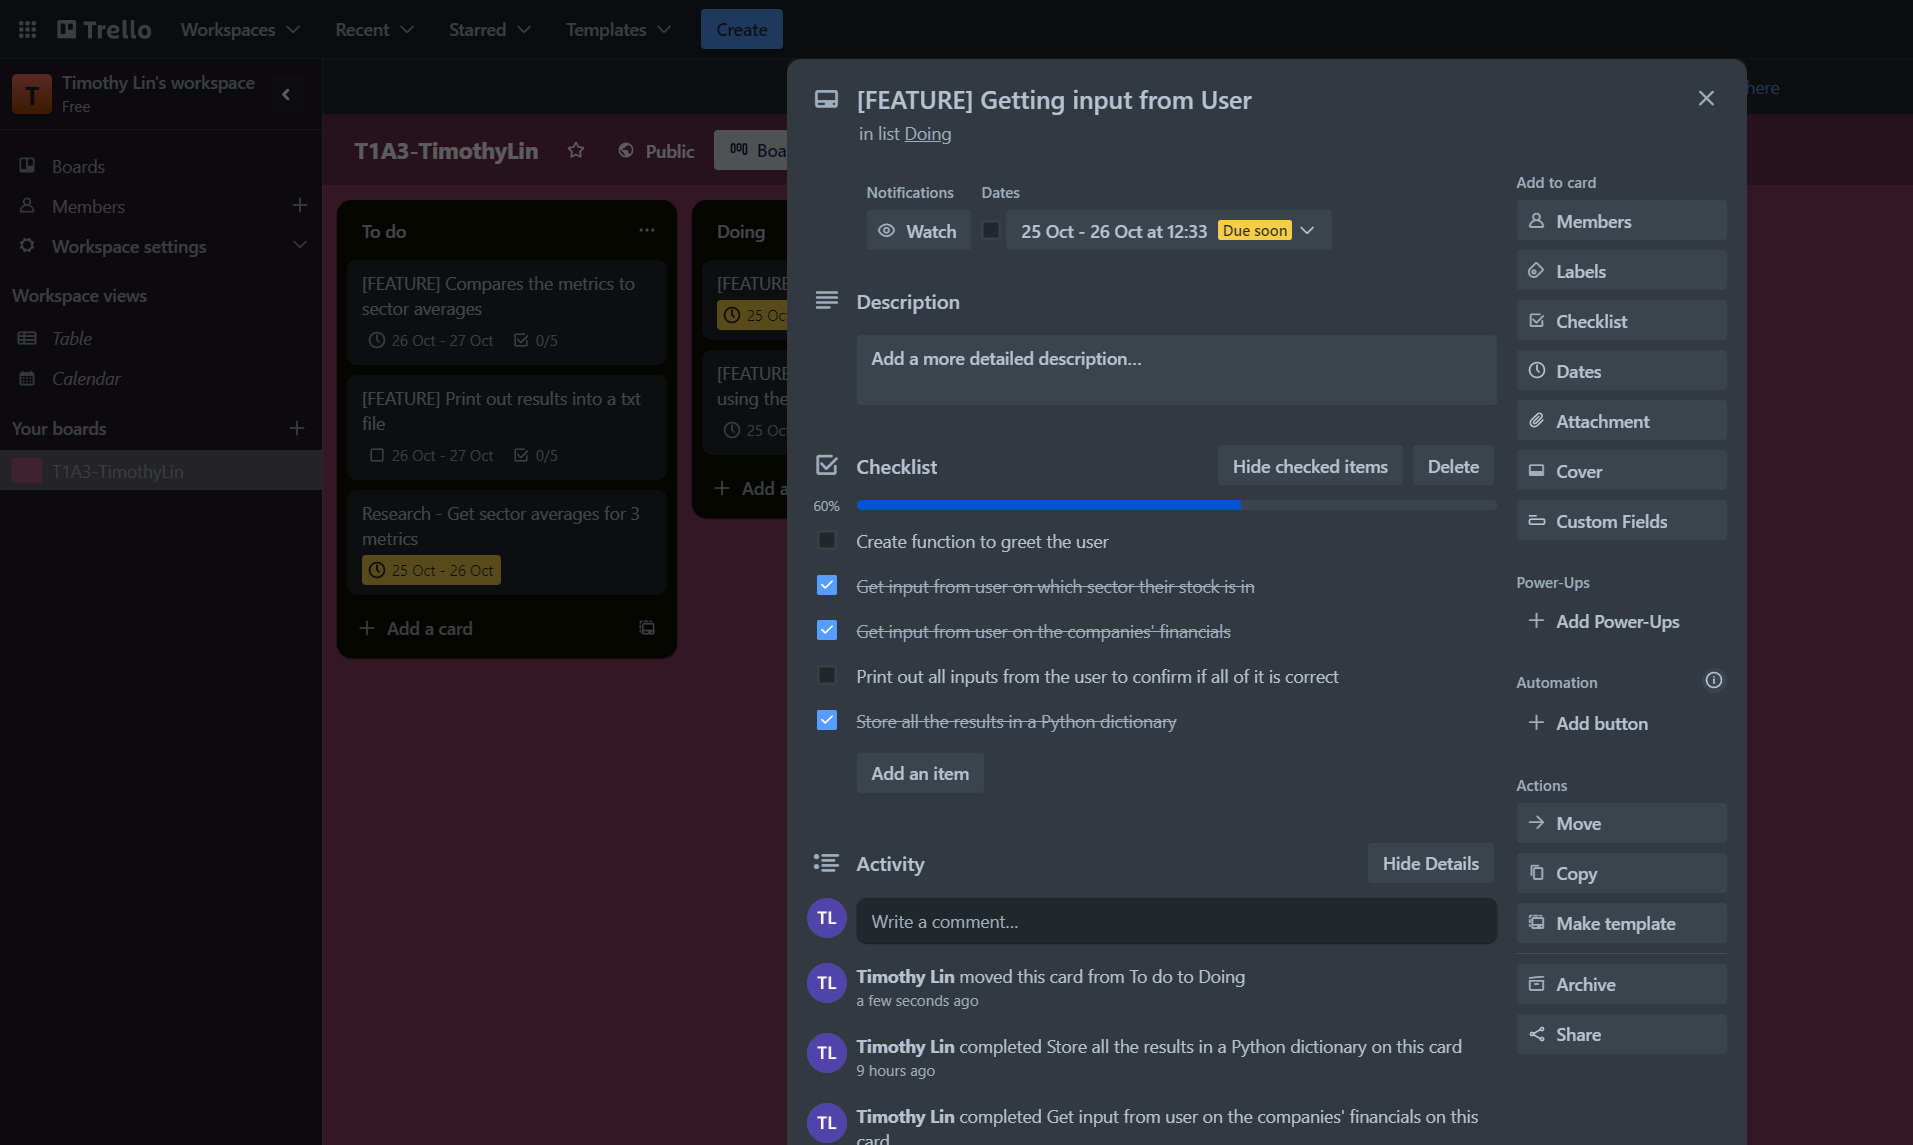 Trello
Workspaces
Recent
Starred
Templates
Create
T
Timothy Lin's workspace
Free
Boards
Members
Workspace settings
Workspace views
Table
Calendar
Your boards
T1A3-TimothyLin
here
T1A3-TimothyLin
Public
Boa
To do
[FEATURE] Compares the metrics to
sector averages
26 Oct - 27 Oct
0/5
[FEATURE] Print out results into a txt
file
26 Oct - 27 Oct
0/5
Research - Get sector averages for 3
metrics
25 Oct - 26 Oct
Add a card
Doing
[FEATURE
25 Oct
[FEATURE
using the
25 Oc
Add a
[FEATURE] Getting input from User
in list Doing
Notifications
Dates
Watch
25 Oct - 26 Oct at 12:33
Due soon
Description
Add a more detailed description...
Checklist
Hide checked items
Delete
60%
Create function to greet the user
Get input from user on which sector their stock is in
Get input from user on the companies' financials
Print out all inputs from the user to confirm if all of it is correct
Store all the results in a Python dictionary
Add an item
Activity
Hide Details
TL
Write a comment...
TL
Timothy Lin moved this card from To do to Doing
a few seconds ago
TL
Timothy Lin completed Store all the results in a Python dictionary on this card
9 hours ago
TL
Timothy Lin completed Get input from user on the companies' financials on this
card
Add to card
Members
Labels
Checklist
Dates
Attachment
Cover
Custom Fields
Power-Ups
Add Power-Ups
Automation
Add button
Actions
Move
Copy
Make template
Archive
Share